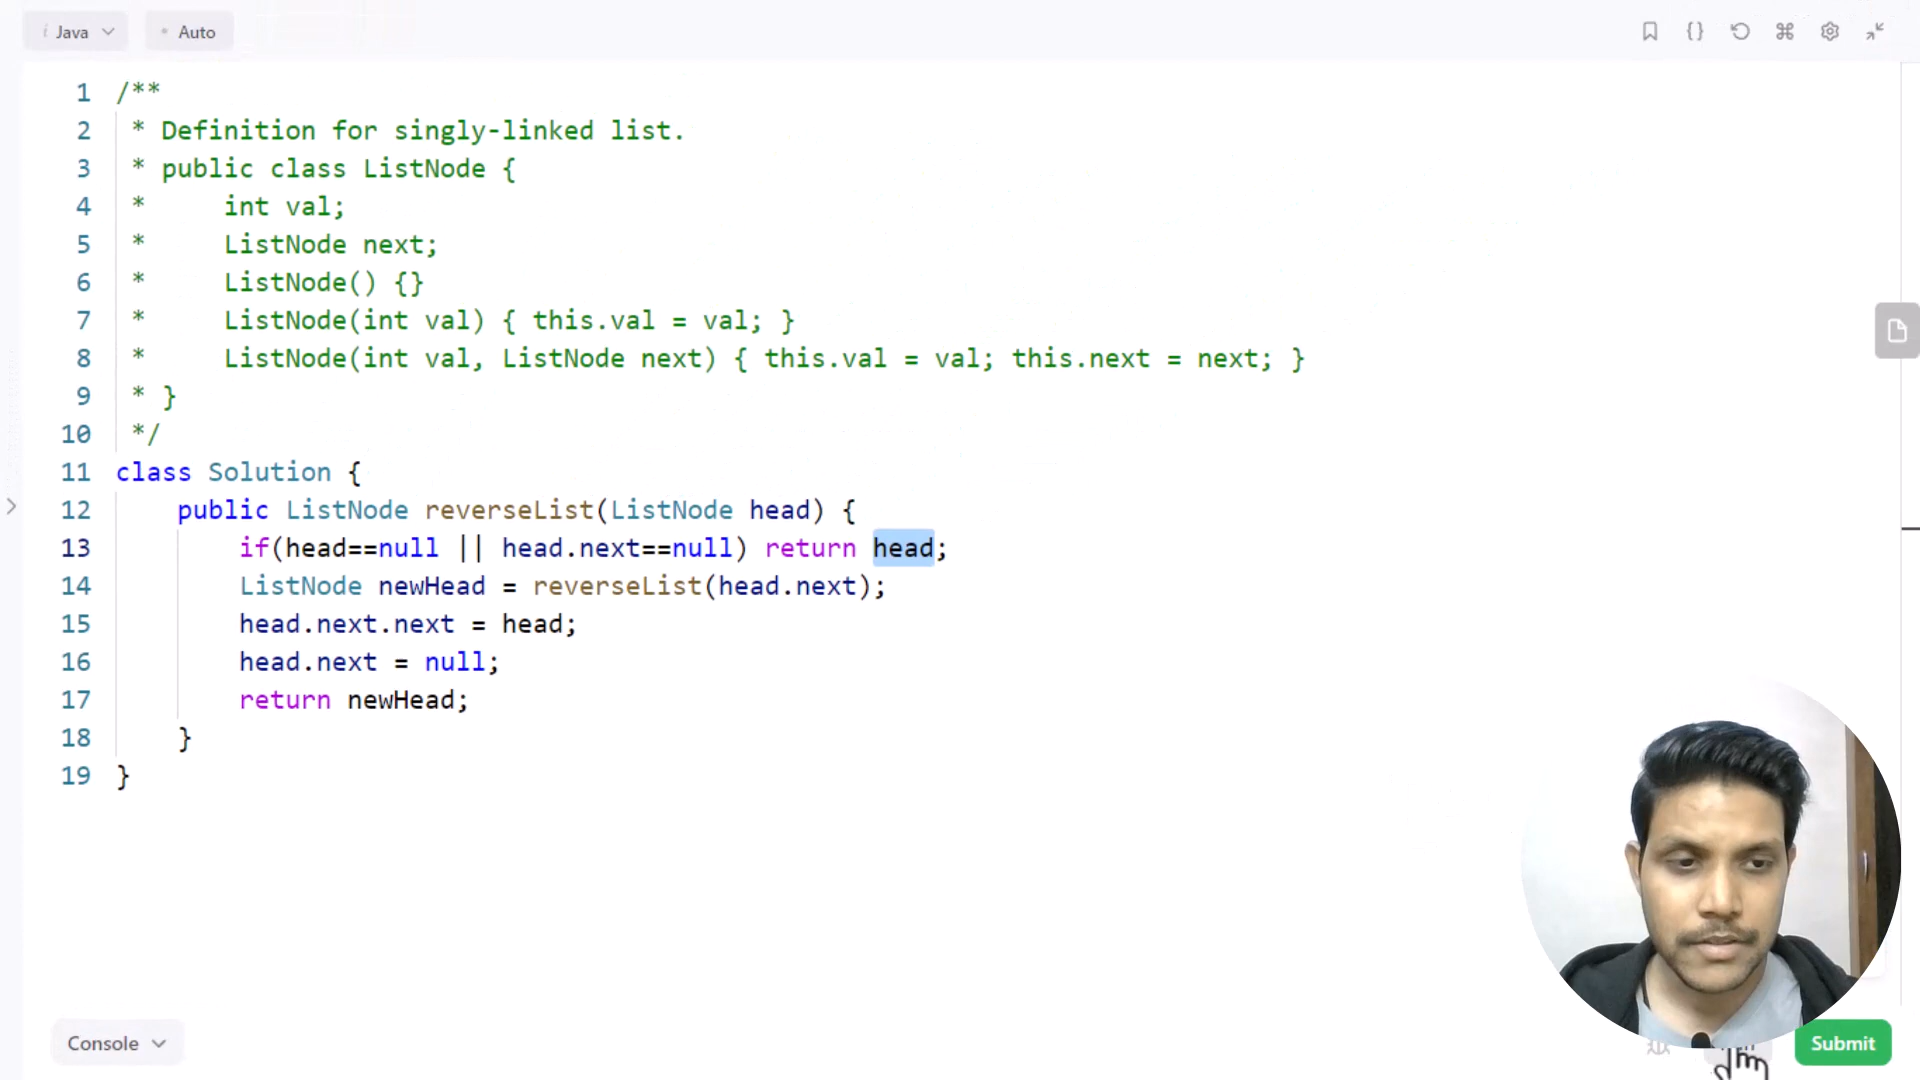 Java
Auto
1 /**
2 * Definition for singly-linked list.
3 * public class ListNode {
4 *     int val;
5 *     ListNode next;
6 *     ListNode() {}
7 *     ListNode(int val) { this.val = val; }
8 *     ListNode(int val, ListNode next) { this.val = val; this.next = next; }
9 * }
10 */
11 class Solution {
12     public ListNode reverseList(ListNode head) {
13         if(head==null || head.next==null) return head;
14         ListNode newHead = reverseList(head.next);
15         head.next.next = head;
16         head.next = null;
17         return newHead;
18     }
19 }
Console
Submit